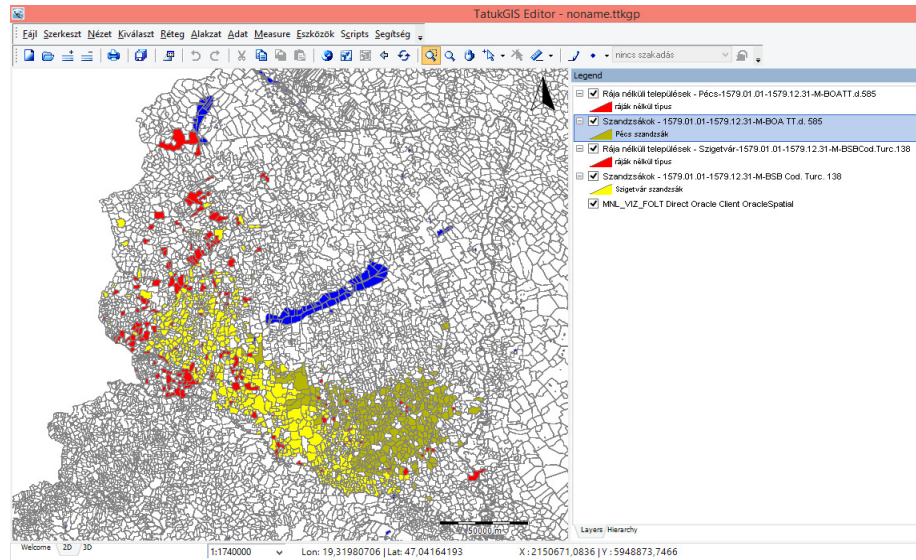 TatukGIS Editor - noname.ttkgp
Fájl Szerkeszt Nézet Kiválaszt Réteg Alakzat Adat Measure Eszközök Scripts Segítség
nincs szakadás
Legend
Rája nélküli települések - Pécs-1579.01.01-1579.12.31-M-BOATT.d.585
ráják nélkül típus
Szandzsákok - 1579.01.01-1579.12.31-M-BOA TT.d. 585
Pécs szandzsák
Rája nélküli települések - Szigetvár-1579.01.01-1579.12.31-M-BSBCod.Turc.138
ráják nélkül típus
Szandzsákok - 1579.01.01-1579.12.31-M-BSB Cod. Turc. 138
Szigetvár szandzsák
MNL_VIZ_FOLT Direct Oracle Client OracleSpatial
50000 m
Layers Hierarchy
Welcome 2D 3D
1:1740000 Lon: 19,31980706 | Lat: 47,04164193 X : 2150671,0836 | Y : 5948873,7466